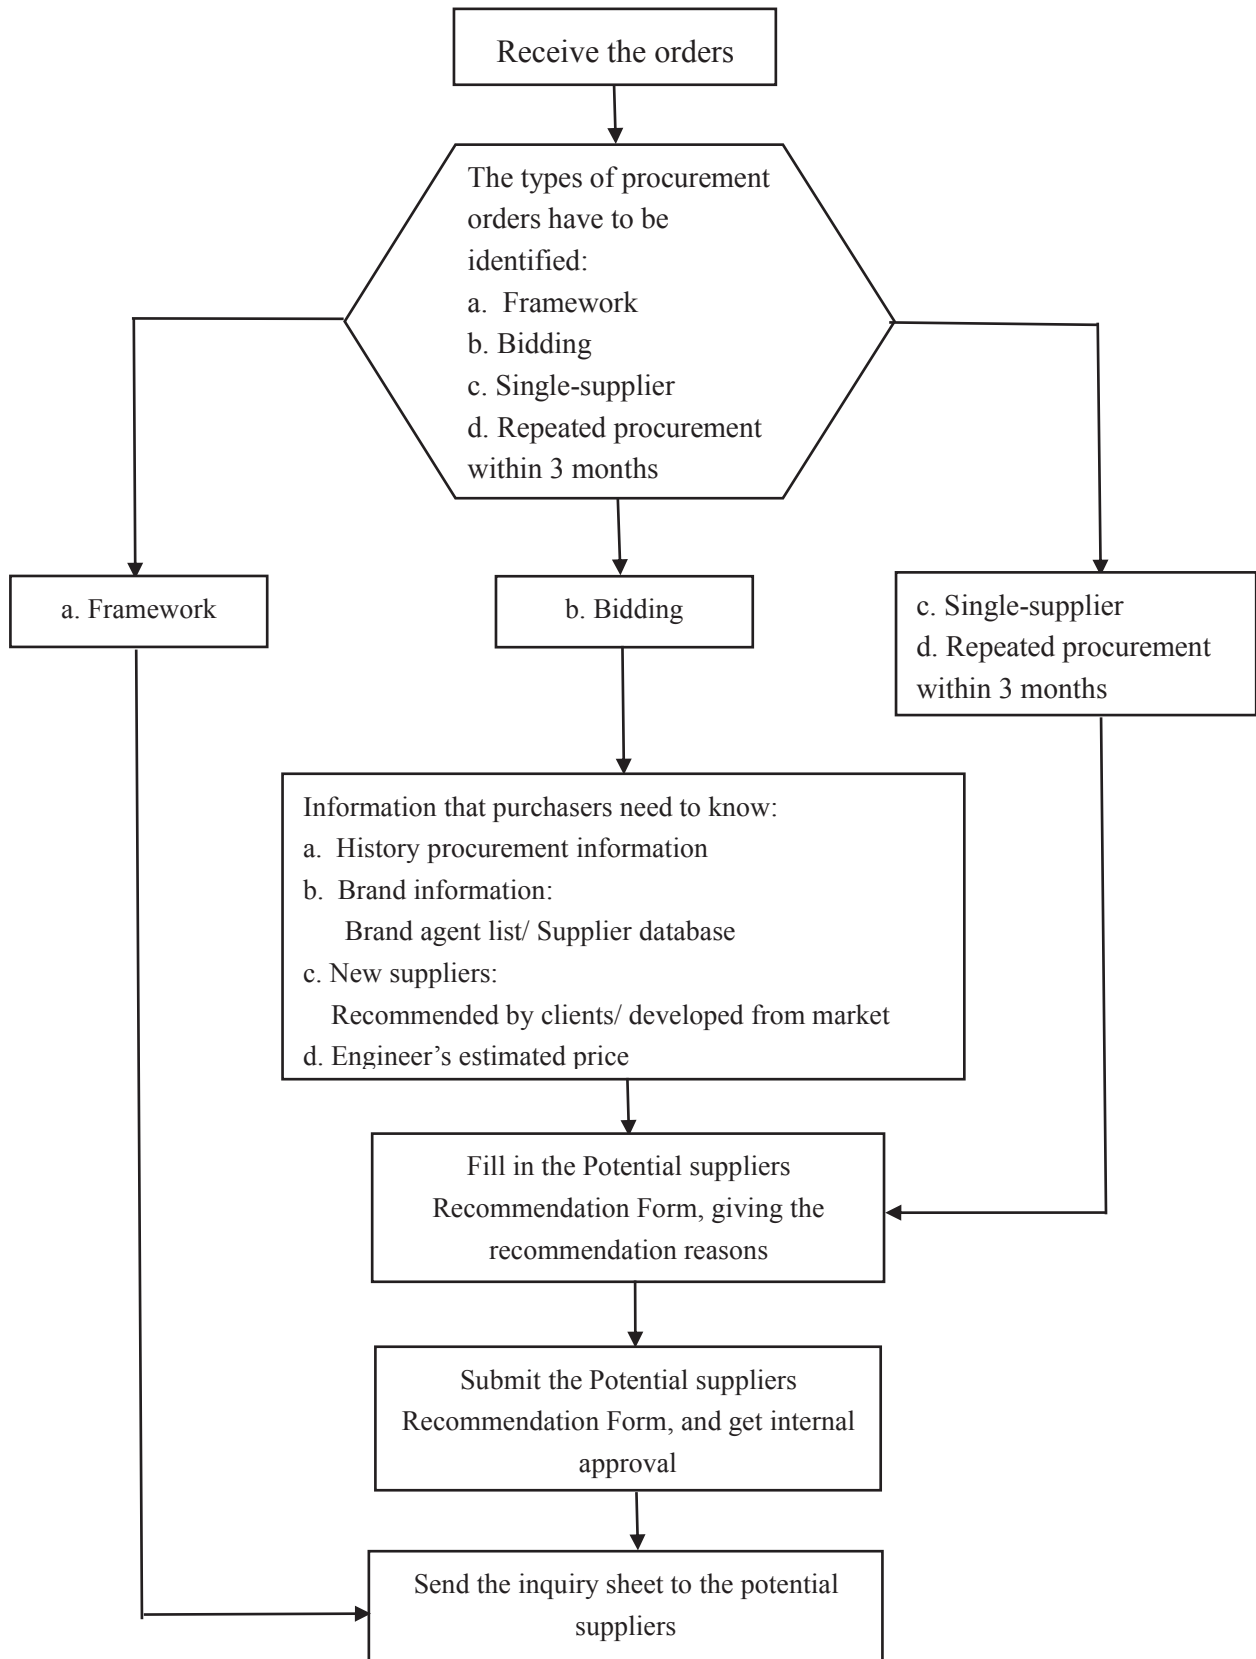 Receive the orders
The types of procurement
orders have to be
identified:
a. Framework
b. Bidding
c. Single-supplier
d. Repeated procurement
within 3 months
a. Framework
b. Bidding
c. Single-supplier
d. Repeated procurement
within 3 months
Information that purchasers need to know:
a. History procurement information
b. Brand information:
Brand agent list/ Supplier database
c. New suppliers:
Recommended by clients/ developed from market
d. Engineer’s estimated price
Fill in the Potential suppliers
Recommendation Form, giving the
recommendation reasons
Submit the Potential suppliers
Recommendation Form, and get internal
approval
Send the inquiry sheet to the potential
suppliers